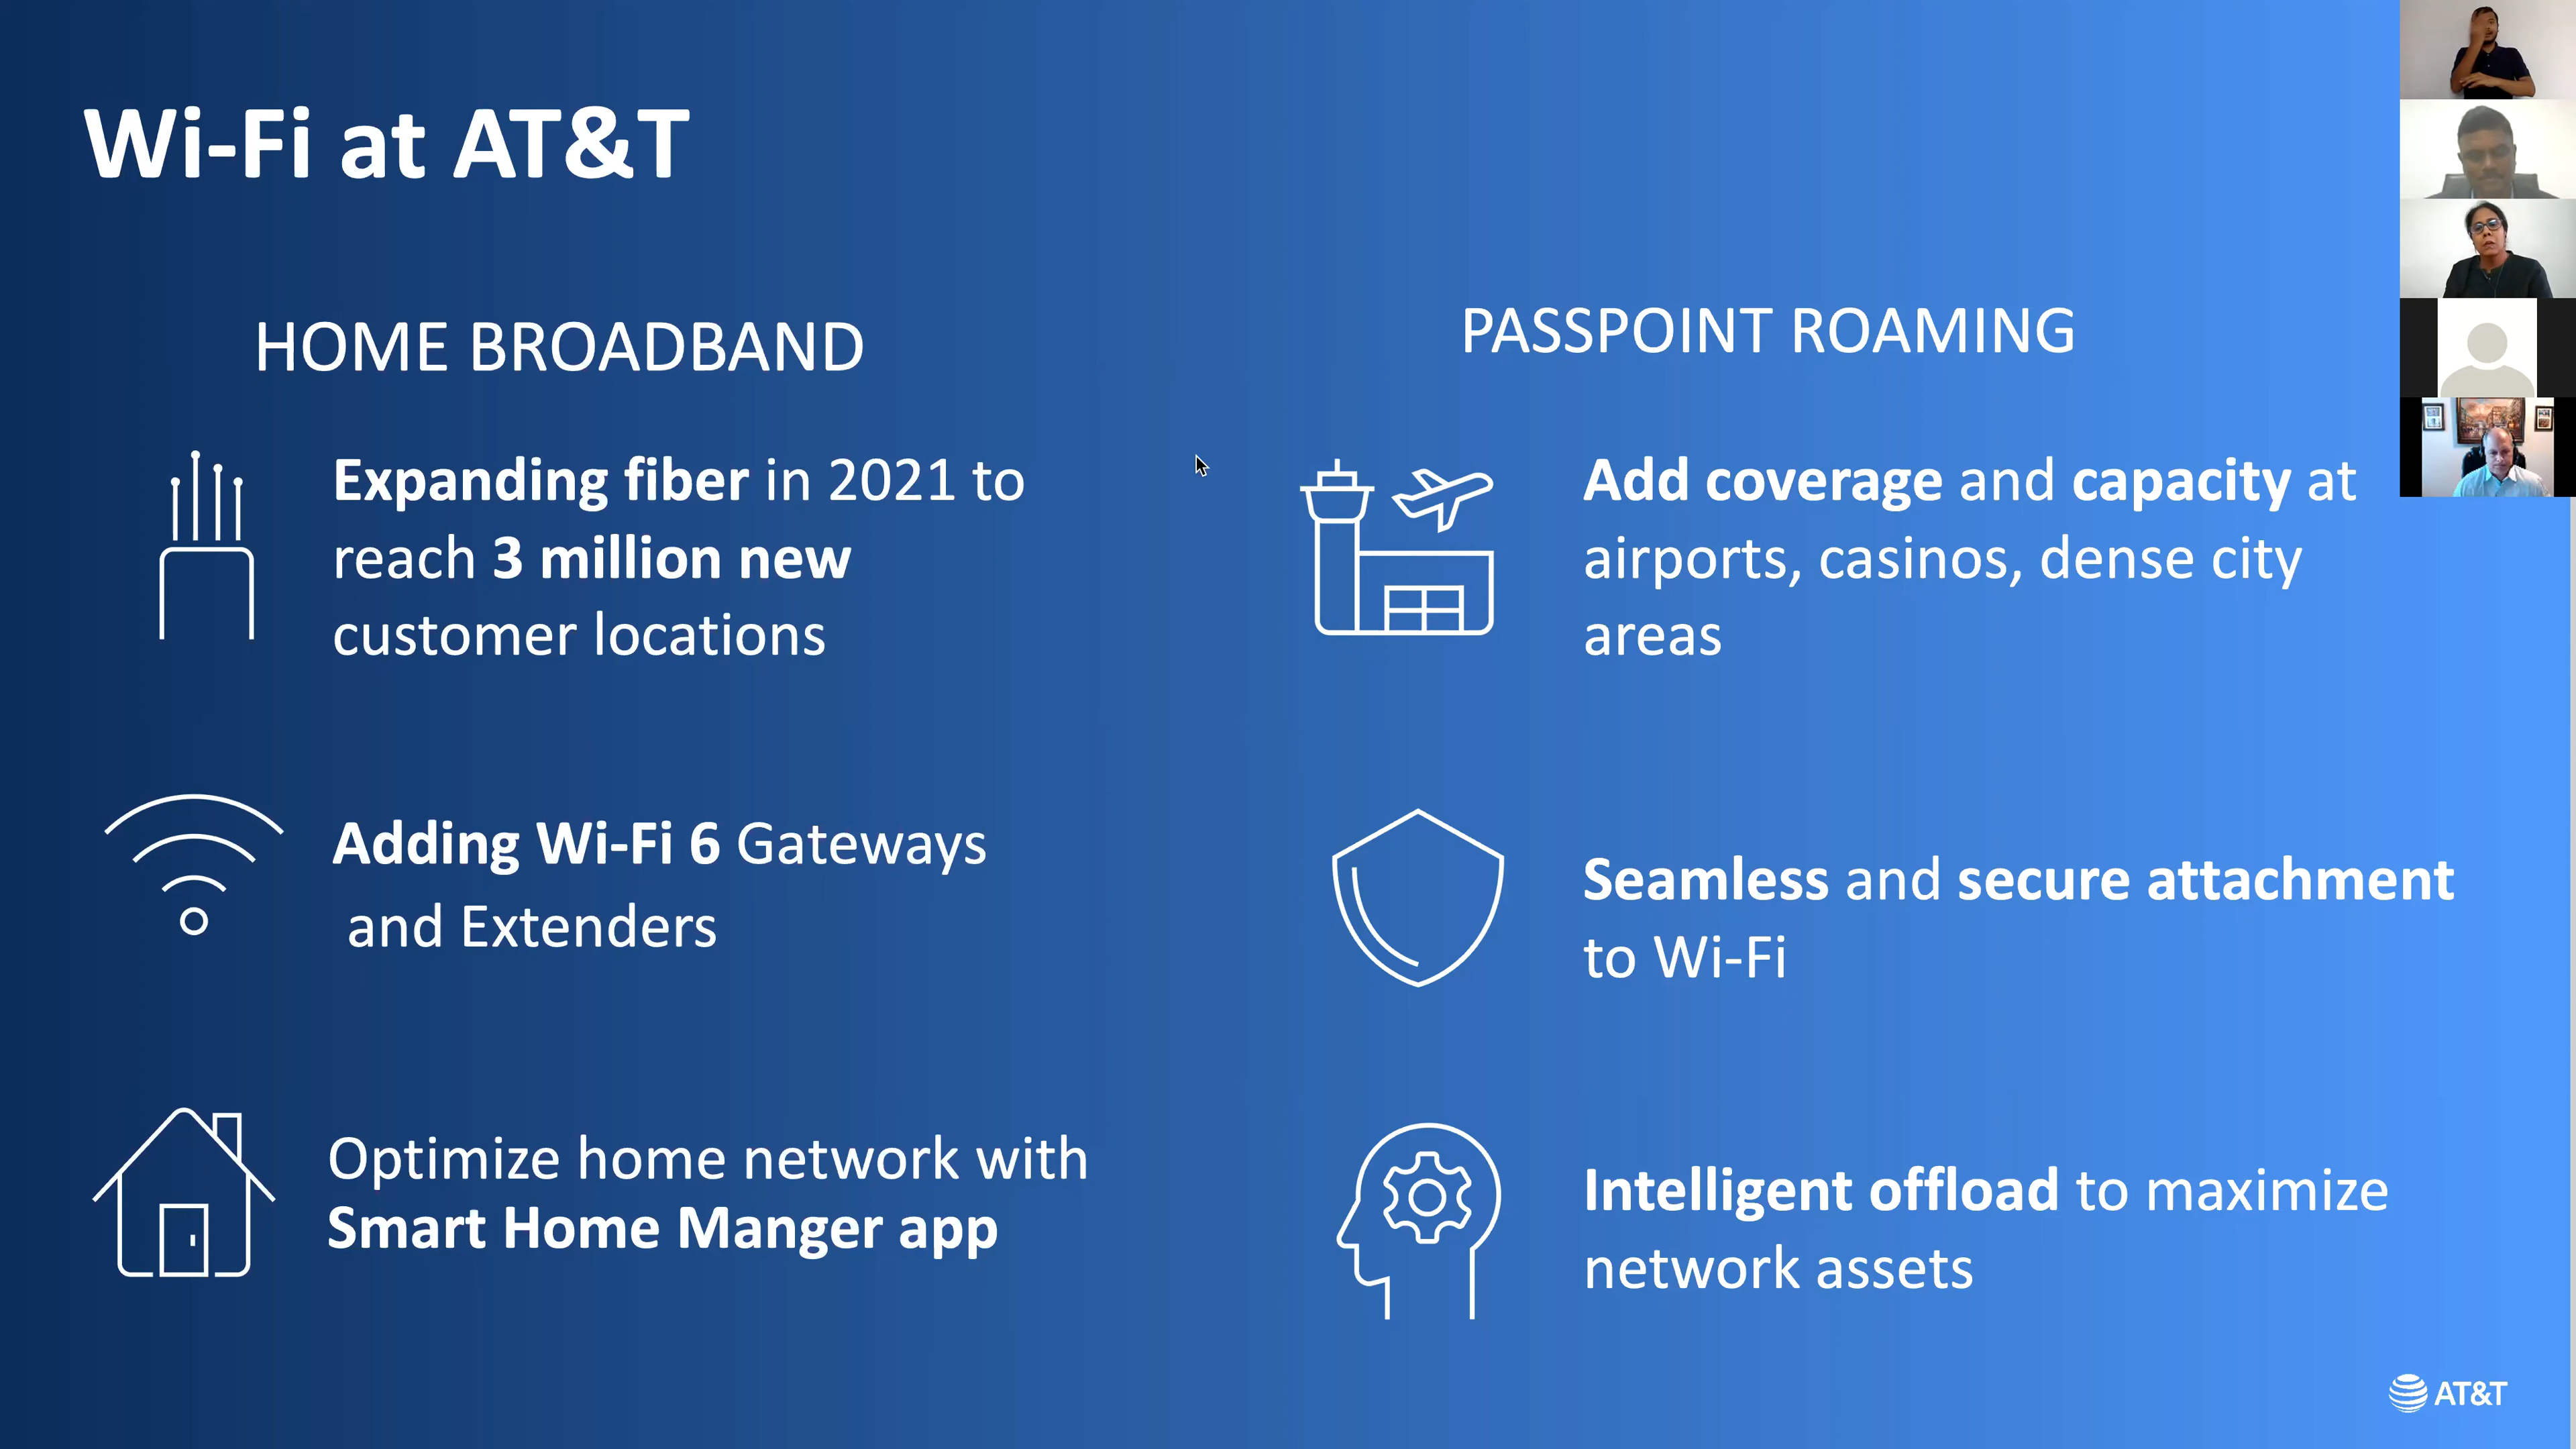 Wi-Fi at AT&T
HOME BROADBAND
Expanding fiber in 2021 to
reach 3 million new
customer locations
Adding Wi-Fi 6 Gateways
and Extenders
Optimize home network with
Smart Home Manger app
PASSPOINT ROAMING
Add coverage and capacity at
airports, casinos, dense city
areas
Seamless and secure attachment
to Wi-Fi
Intelligent offload to maximize
network assets
AT&T